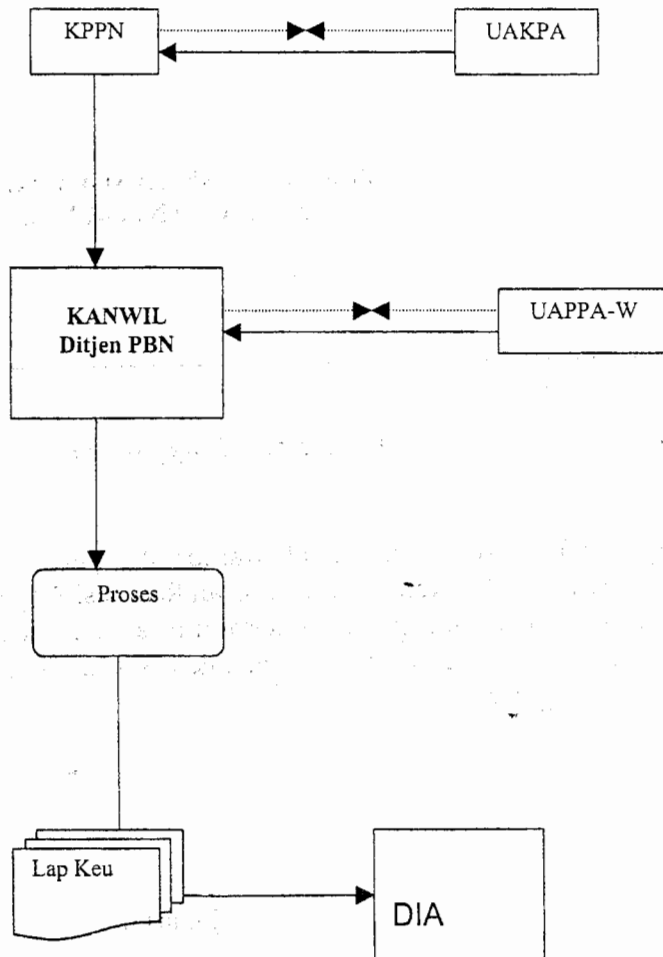 KPPN
UAKPA
KANWIL
Ditjen PBN
UAPPA-W
Proses
Lap Keu
DIA